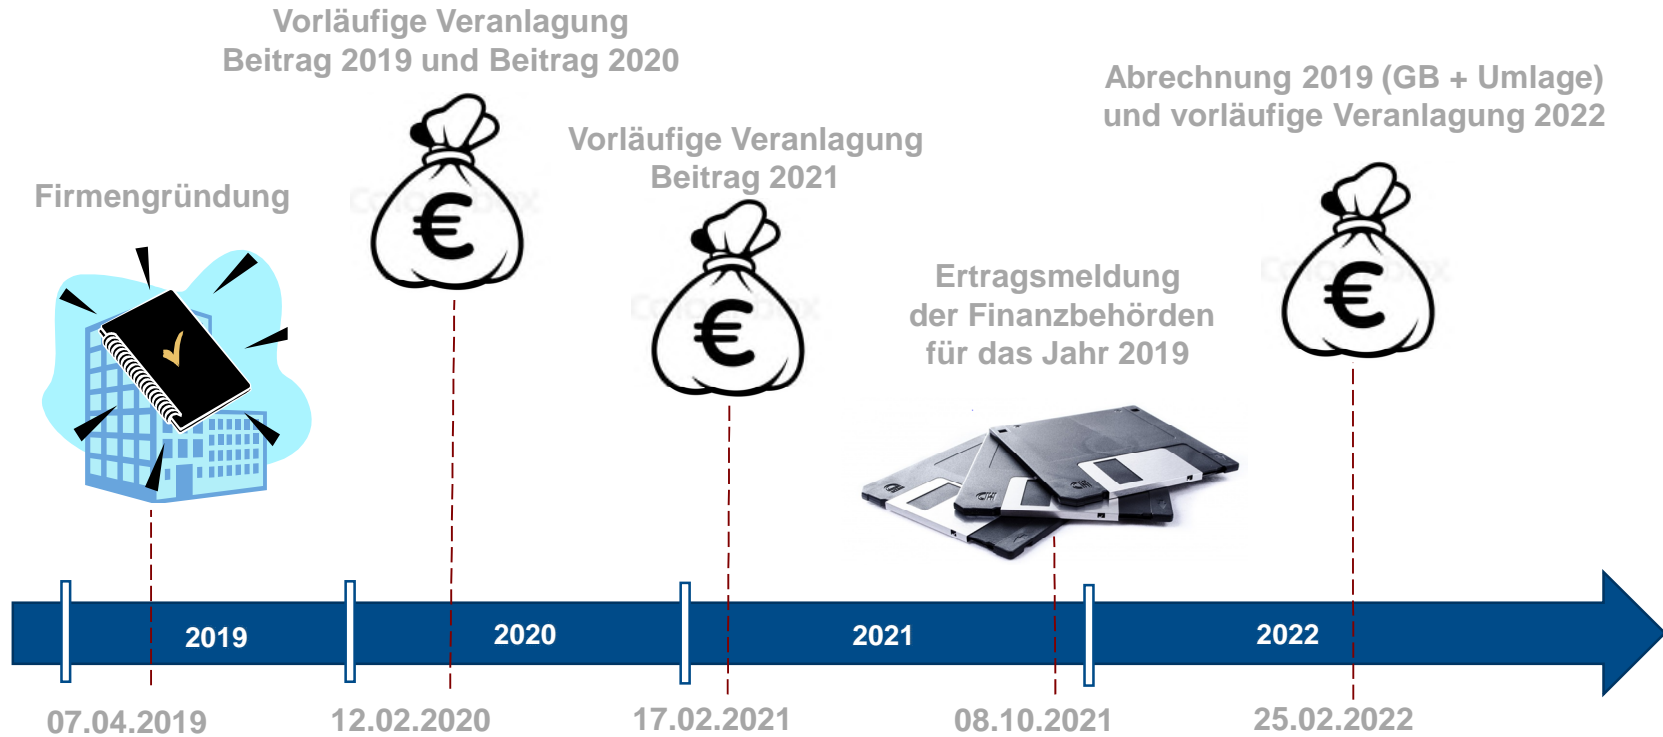 Vorläufige Veranlagung
Beitrag 2019 und Beitrag 2020
Abrechnung 2019 (GB + Umlage)
und vorläufige Veranlagung 2022
Vorläufige Veranlagung
Beitrag 2021
Firmengründung
Ertragsmeldung
der Finanzbehörden
für das Jahr 2019
€
€
€
2019
2020
2021
2022
07.04.2019
12.02.2020
17.02.2021
08.10.2021
25.02.2022